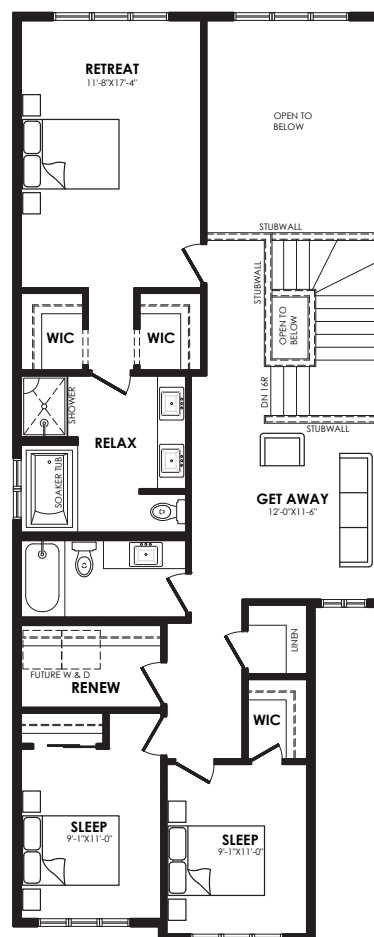 RETREAT
11'-8"X17'-4"
OPEN TO
BELOW
STUBWALL
STUBWALL
OPEN TO
BELOW
WIC
WIC
DN 16R
SHOWER
STUBWALL
RELAX
SOAKER TUB
GET AWAY
12'-0"X11'-6"
LINEN
FUTURE W & D
RENEW
WIC
SLEEP
9'-1"X11'-0"
SLEEP
9'-1"X11'-0"